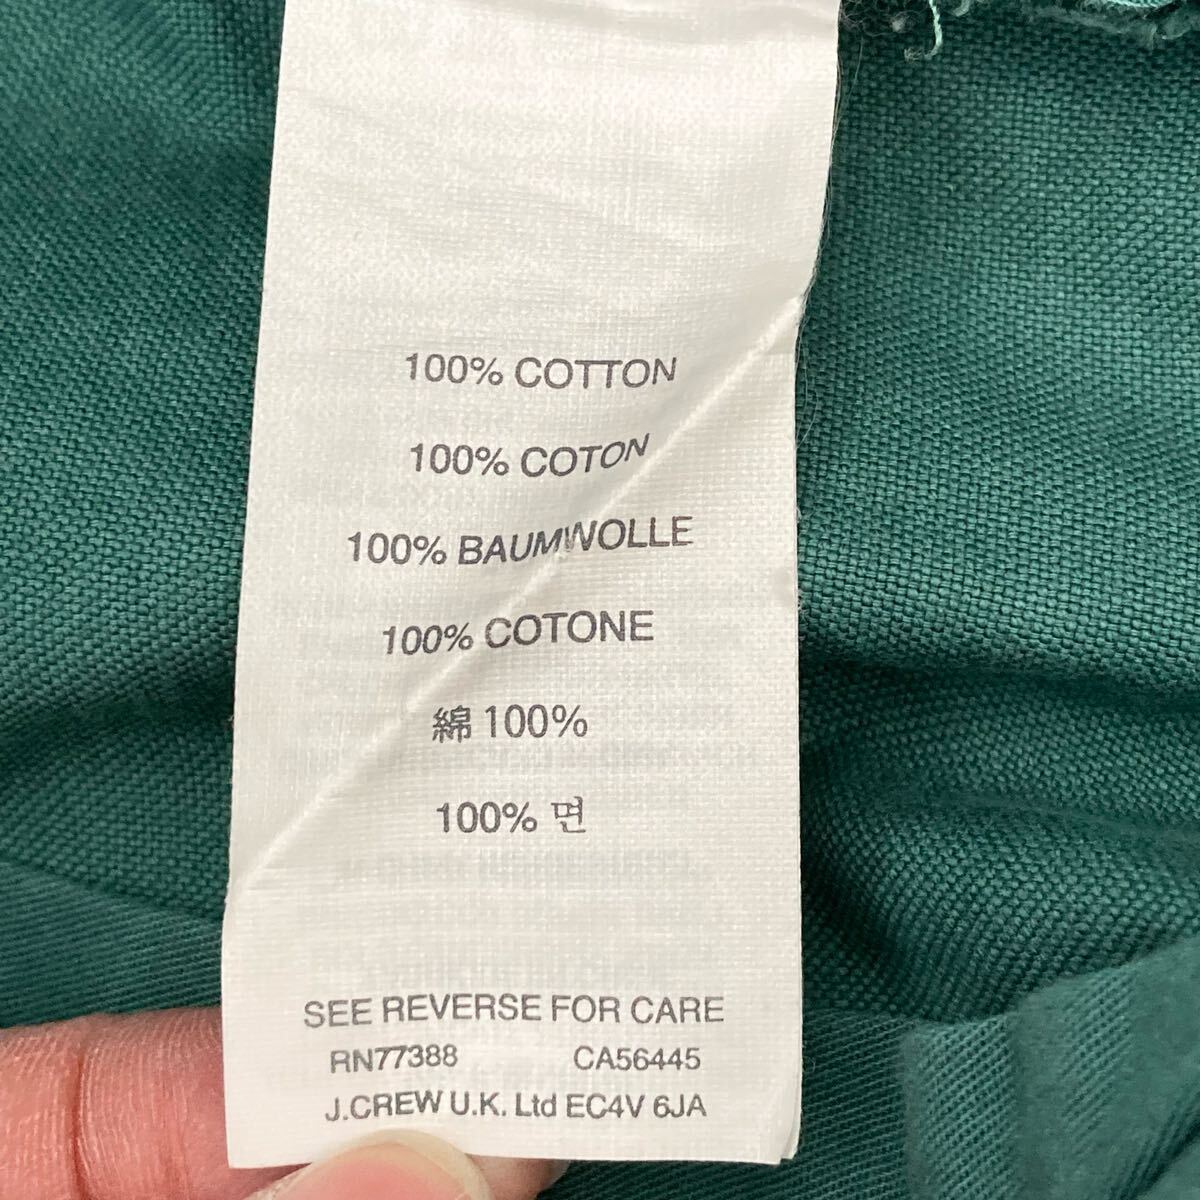 100% COTTON
100% COTON
100% BAUMWOLLE
100% COTONE
綿 100%
100% 면
SEE REVERSE FOR CARE
RN77388 CA56445
J.CREW U.K. Ltd EC4V 6JA